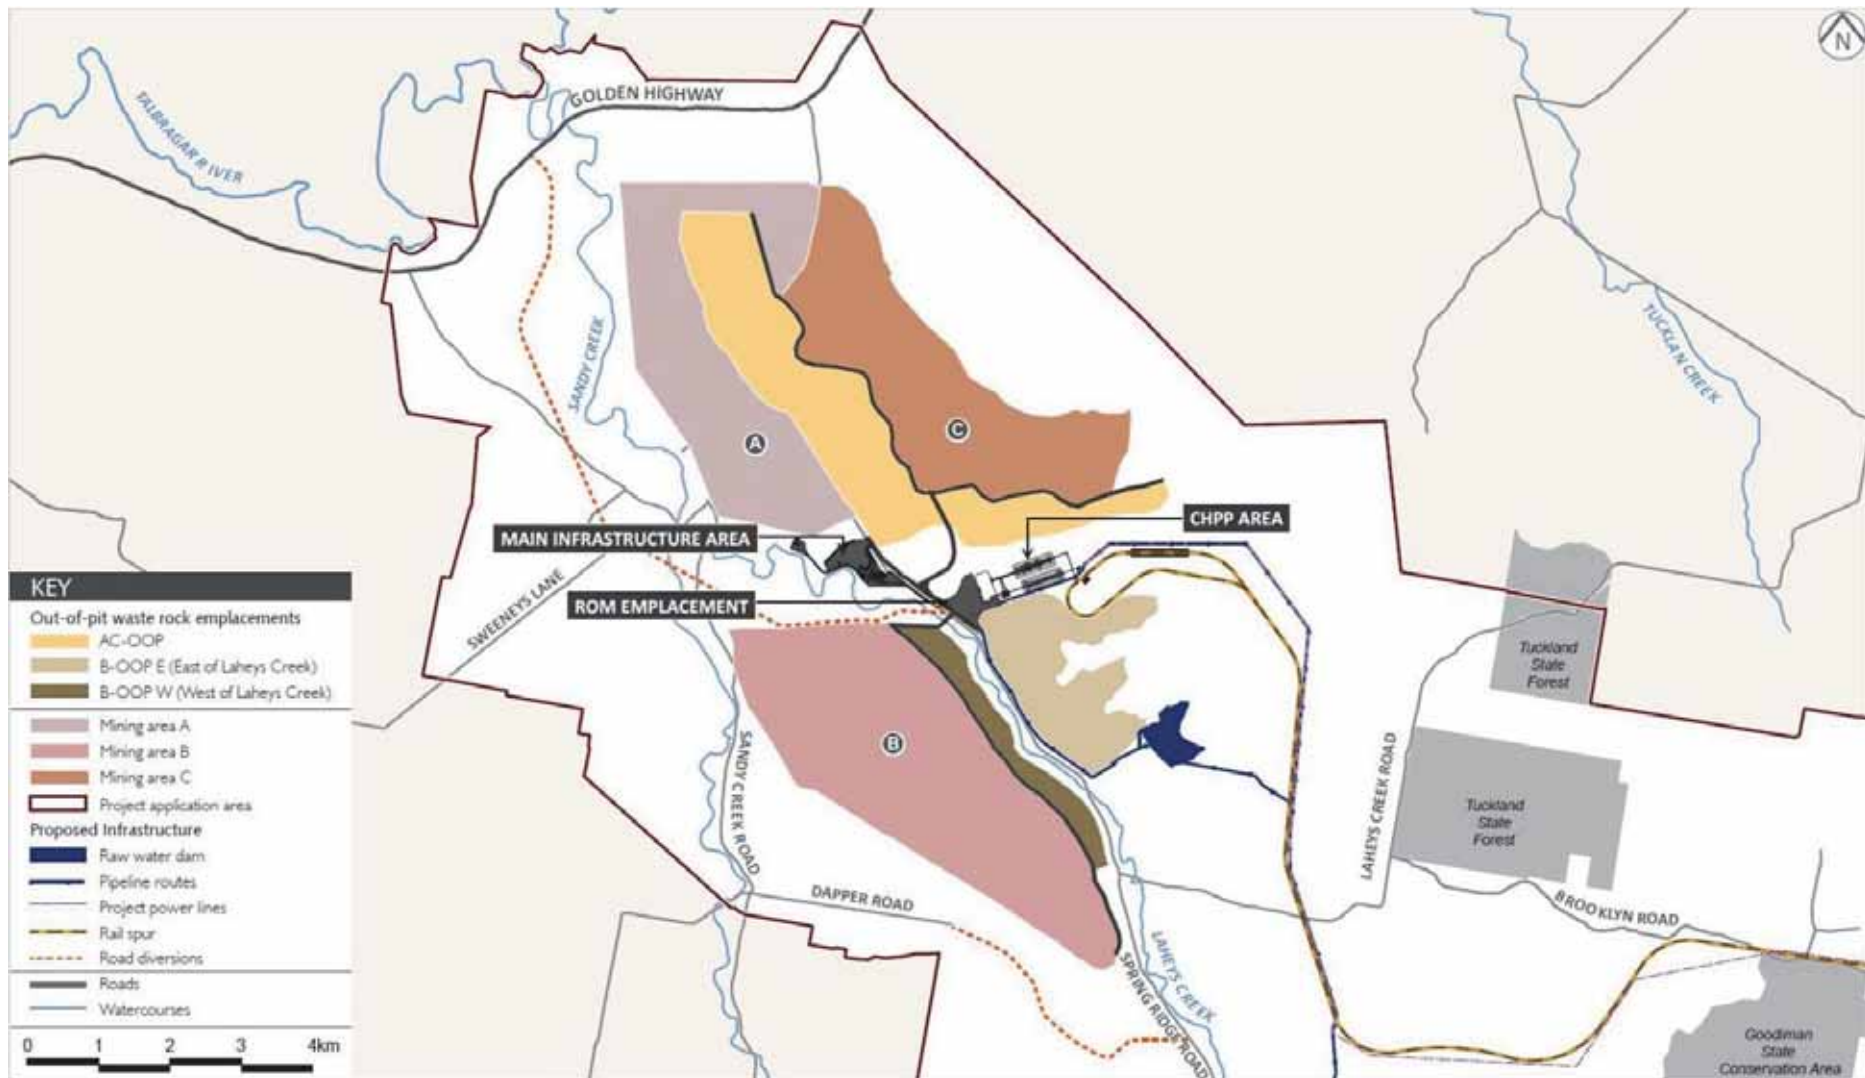 N
GOLDEN HIGHWAY
TALBRAGAR RIVER
SANDY CREEK
TUCKLAN CREEK
A
C
CHPP AREA
MAIN INFRASTRUCTURE AREA
ROM EMPLACEMENT
SWEENEYS LANE
Tuckland
State
Forest
B
SANDY CREEK ROAD
LAHEYS CREEK ROAD
Tuckland
State
Forest
DAPPER ROAD
BROOKLYN ROAD
LAHEYS CREEK
SPRING RIDGE ROAD
Goodiman
State
Conservation Area
KEY
Out-of-pit waste rock emplacements
AC-OOP
B-OOP E (East of Laheys Creek)
B-OOP W (West of Laheys Creek)
Mining area A
Mining area B
Mining area C
Project application area
Proposed Infrastructure
Raw water dam
Pipeline routes
Project power lines
Rail spur
Road diversions
Roads
Watercourses
0 1 2 3 4km